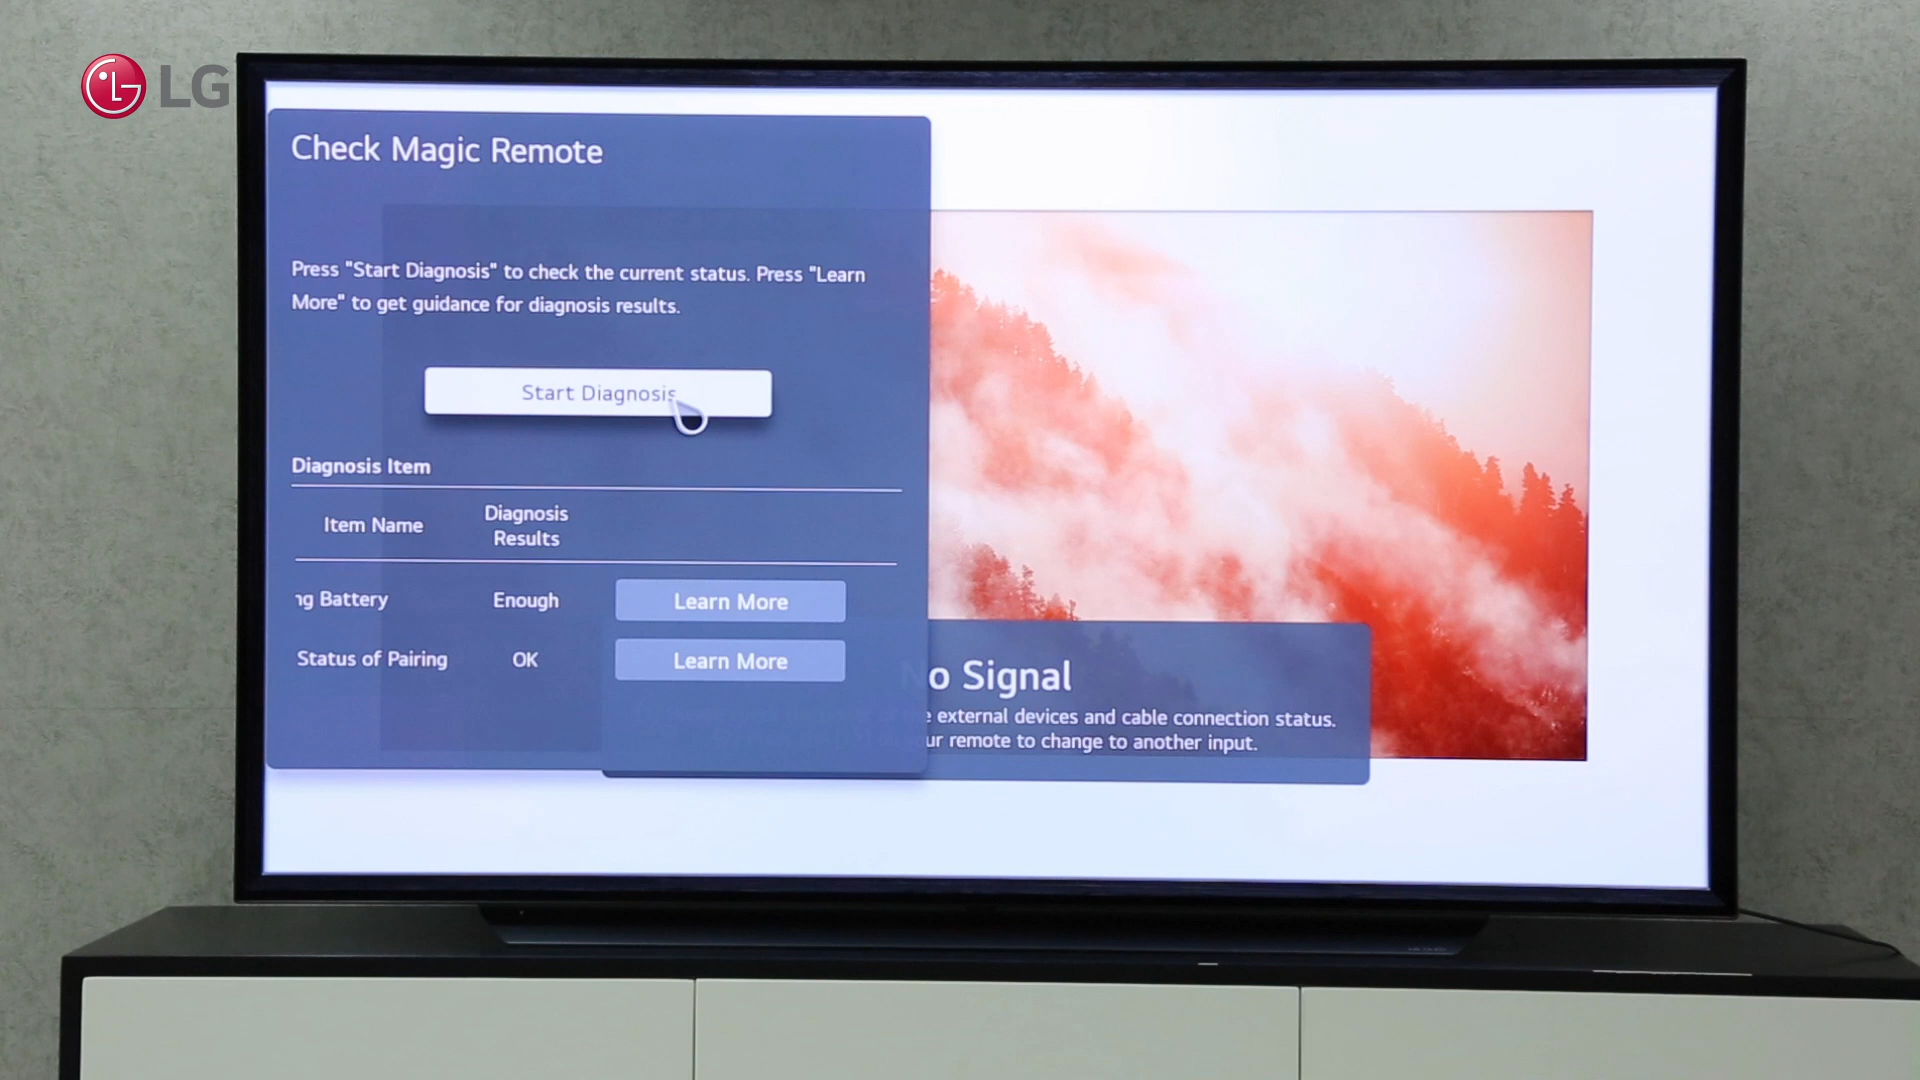 LG
Check Magic Remote
Press "Start Diagnosis" to check the current status. Press "Learn
More" to get guidance for diagnosis results.
Start Diagnosis
Diagnosis Item
Item Name
Diagnosis
Results
ng Battery
Enough
Learn More
Status of Pairing
OK
Learn More
No Signal
external devices and cable connection status.
remote to change to another input.